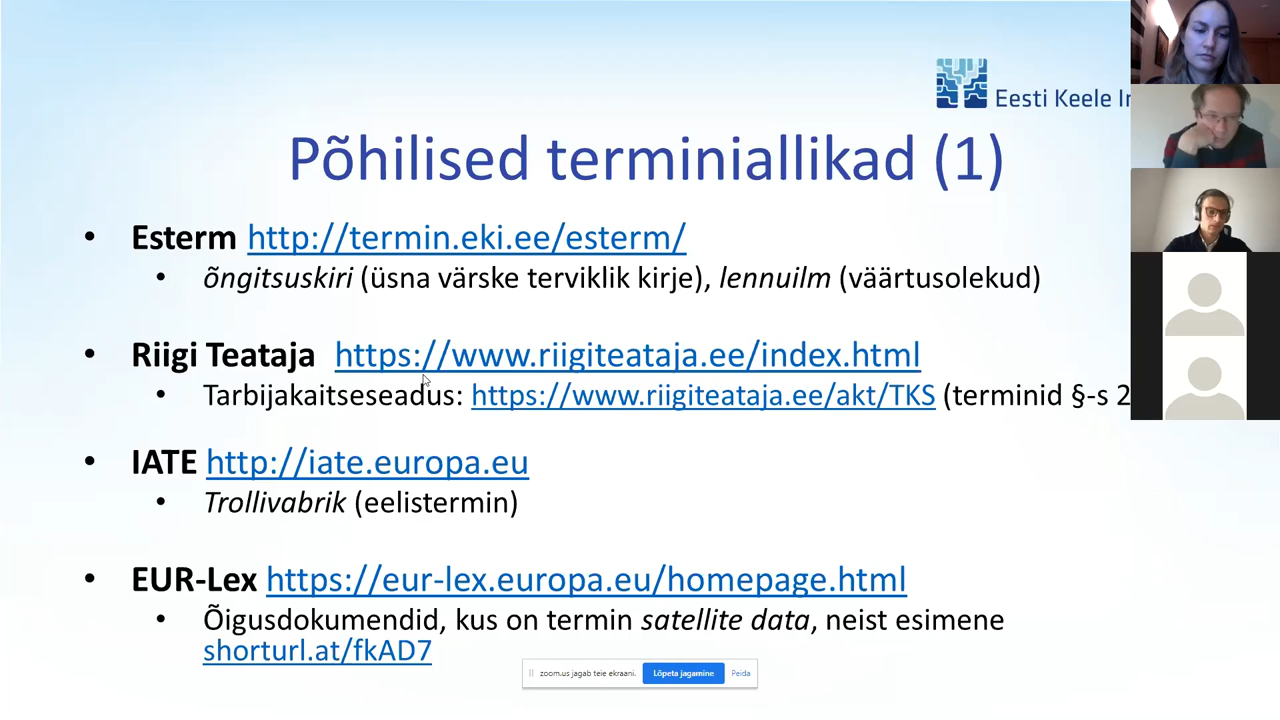 Eesti Keele
Põhilised terminiallikad (1)
• Esterm http://termin.eki.ee/esterm/
• õngitsuskiri (üsna värske terviklik kirje), lennuilm (väärtusolekud)
• Riigi Teataja https://www.riigiteataja.ee/index.html
• Tarbijakaitseseadus: https://www.riigiteataja.ee/akt/TKS (terminid §-s 2
• IATE http://iate.europa.eu
• Trollivabrik (eelistermin)
• EUR-Lex https://eur-lex.europa.eu/homepage.html
• Õigusdokumendid, kus on termin satellite data, neist esimene
shorturl.at/fkAD7
zoom.us jagab teie ekraani. Lõpeta jagamine Peida